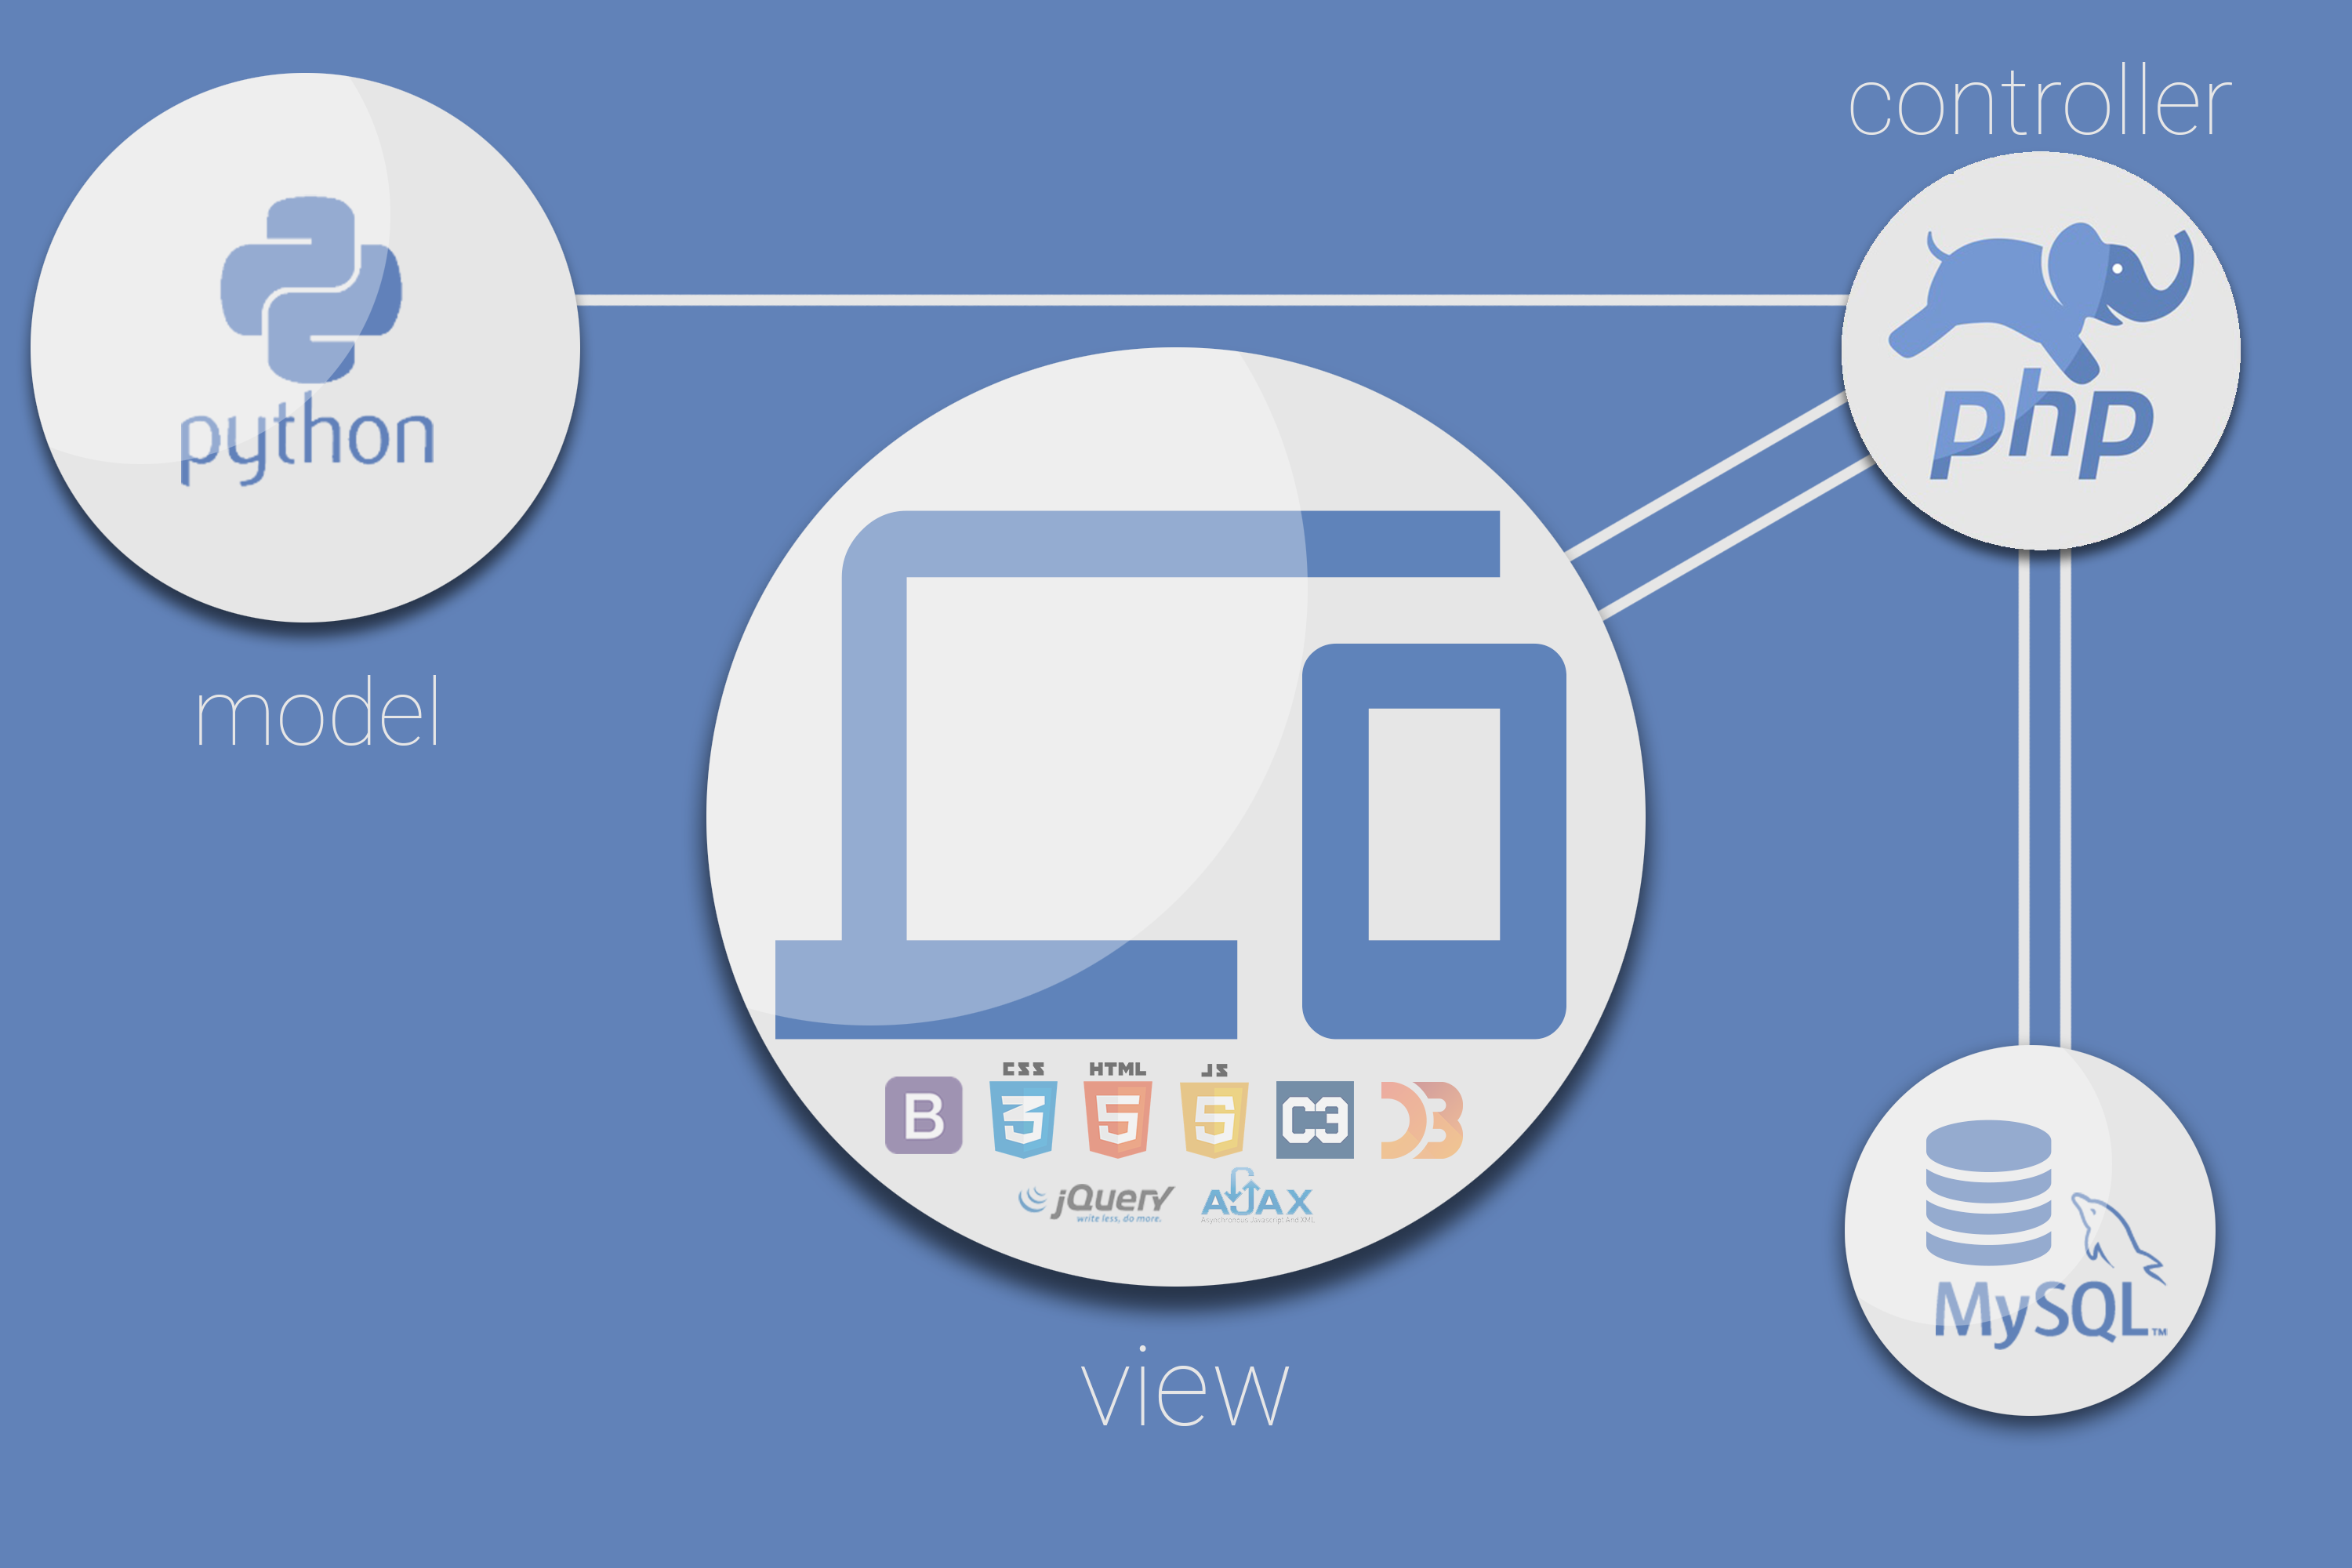 controller
php
python
model
CSS HTML JS
B 3 5 5 C3 D3
jQuery AJAX
write less, do more. Asynchronous Javascript And XML
MySQL™
view